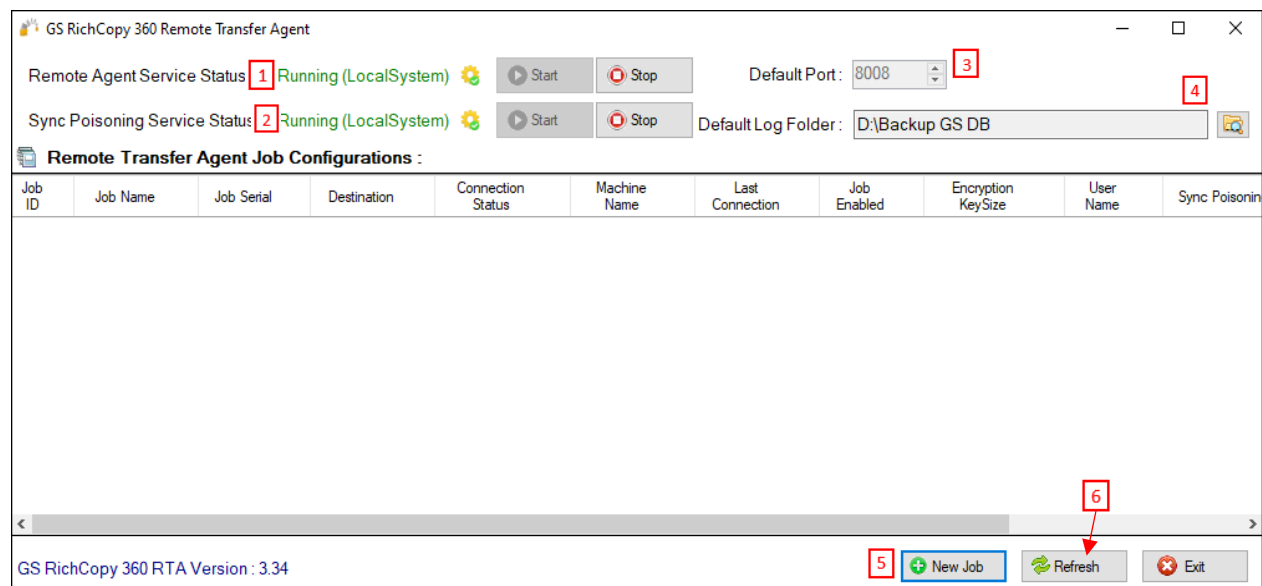 GS RichCopy 360 Remote Transfer Agent
Remote Agent Service Status 1 Running (LocalSystem) Start Stop Default Port : 8008 3
4
Sync Poisoning Service Status 2 Running (LocalSystem) Start Stop Default Log Folder : D:\Backup GS DB
Remote Transfer Agent Job Configurations :
Job ID Job Name Job Serial Destination Connection Status Machine Name Last Connection Job Enabled Encryption KeySize User Name Sync Poisonin
6
GS RichCopy 360 RTA Version : 3.34 5 New Job Refresh Exit